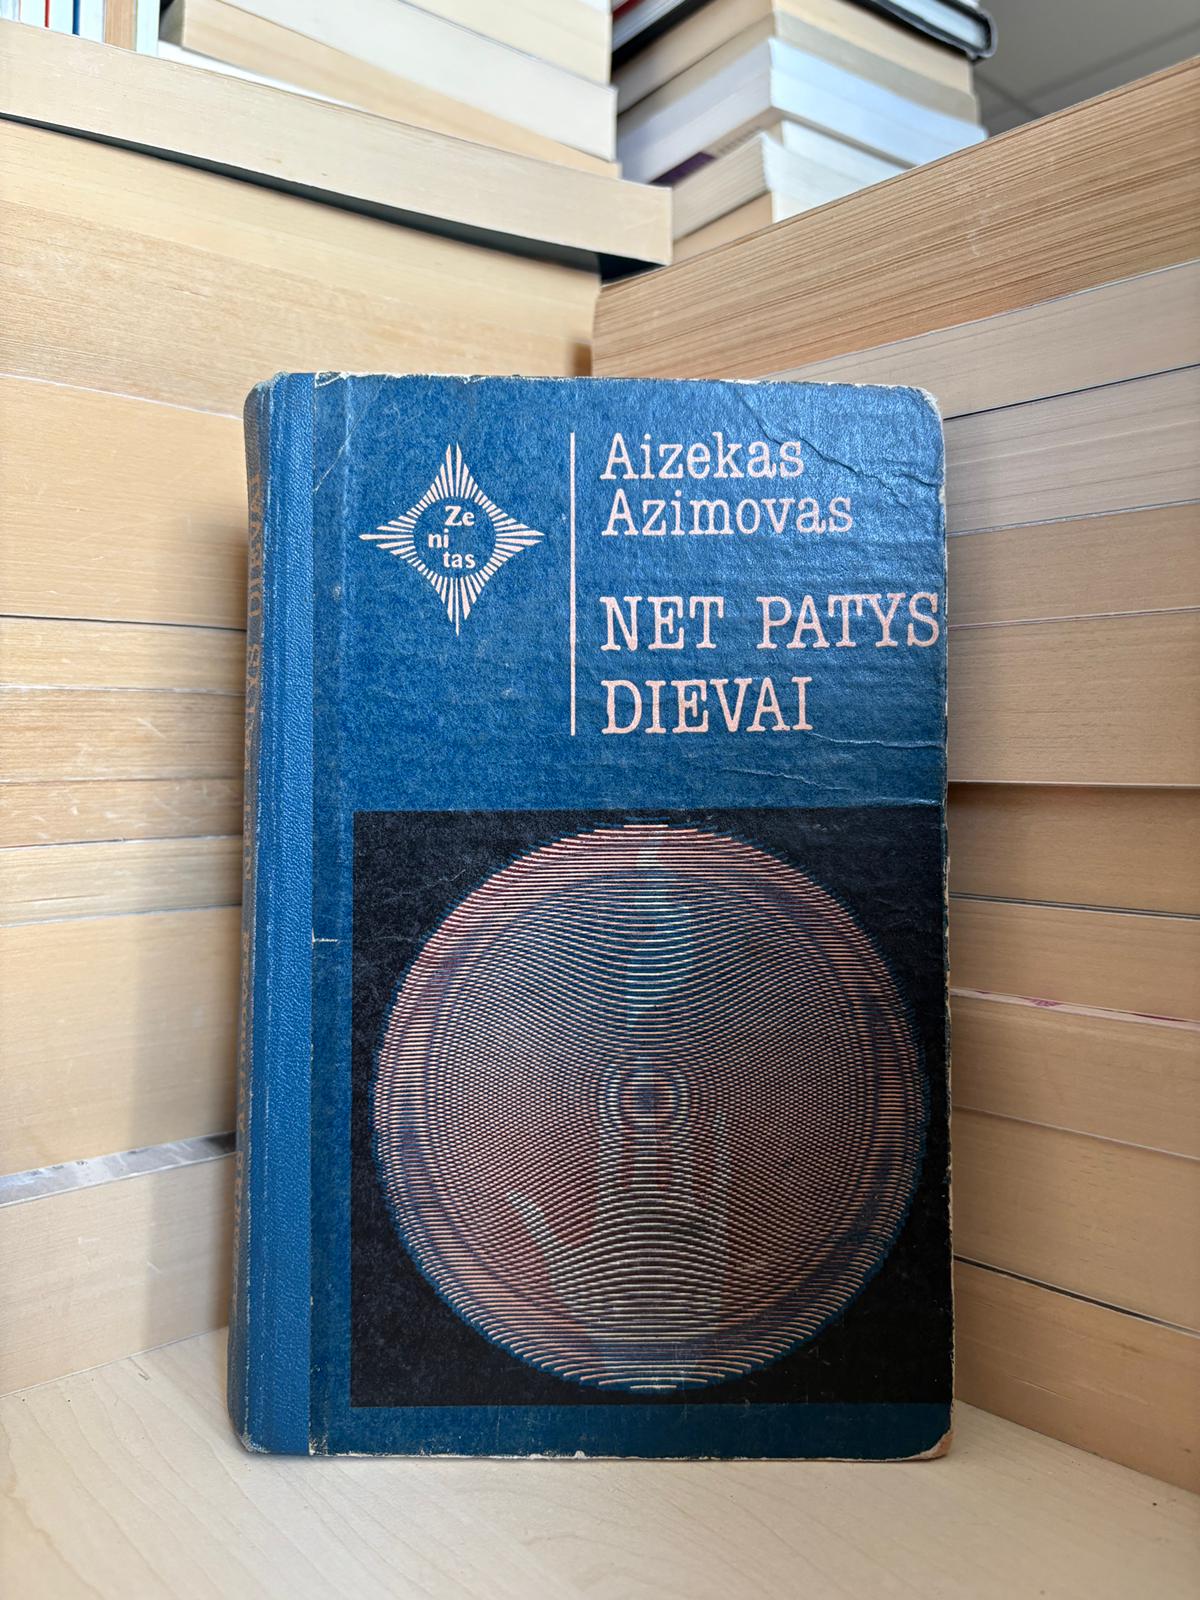 Ze
ni
tas
Aizekas
Azimovas
NET PATYS
DIEVAI